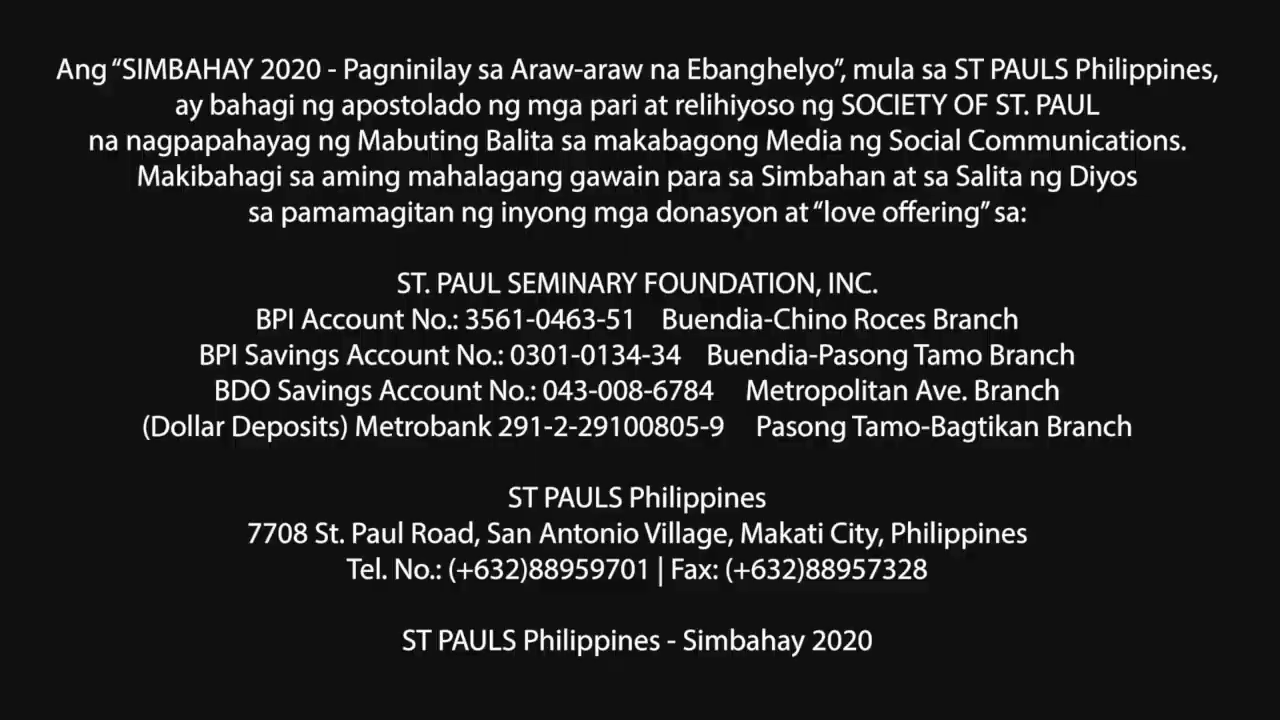 Ang “SIMBAHAY 2020 - Pagninilay sa Araw-araw na Ebanghelyo”, mula sa ST PAULS Philippines,
ay bahagi ng apostolado ng mga pari at relihiyoso ng SOCIETY OF ST. PAUL
na nagpapahayag ng Mabuting Balita sa makabagong Media ng Social Communications.
Makibahagi sa aming mahalagang gawain para sa Simbahan at sa Salita ng Diyos
sa pamamagitan ng inyong mga donasyon at “love offering” sa:
ST. PAUL SEMINARY FOUNDATION, INC.
BPI Account No.: 3561-0463-51 Buendia-Chino Roces Branch
BPI Savings Account No.: 0301-0134-34 Buendia-Pasong Tamo Branch
BDO Savings Account No.: 043-008-6784 Metropolitan Ave. Branch
(Dollar Deposits) Metrobank 291-2-29100805-9 Pasong Tamo-Bagtikan Branch
ST PAULS Philippines
7708 St. Paul Road, San Antonio Village, Makati City, Philippines
Tel. No.: (+632)88959701 | Fax: (+632)88957328
ST PAULS Philippines - Simbahay 2020